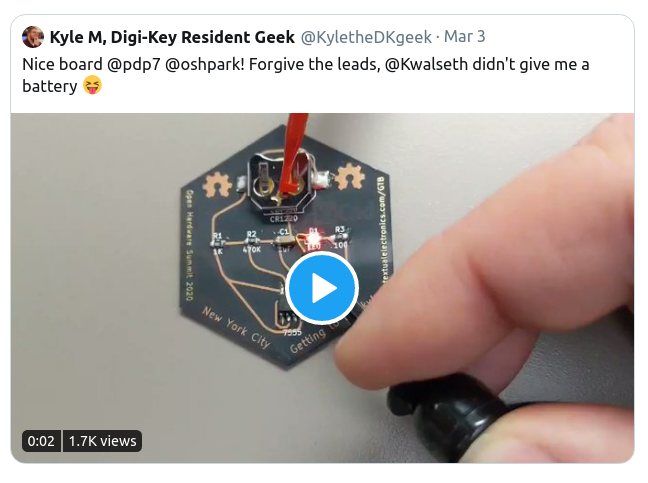 Kyle M, Digi-Key Resident Geek @KyletheDKgeek · Mar 3
Nice board @pdp7 @oshpark! Forgive the leads, @Kwalseth didn't give me a
battery 😝
CR1220
R1
1K
R2
470K
C1
D1
R3
7555
Open Hardware Summit 2020
New York City
Getting to
textualelectronics.com/GTB
0:02 1.7K views